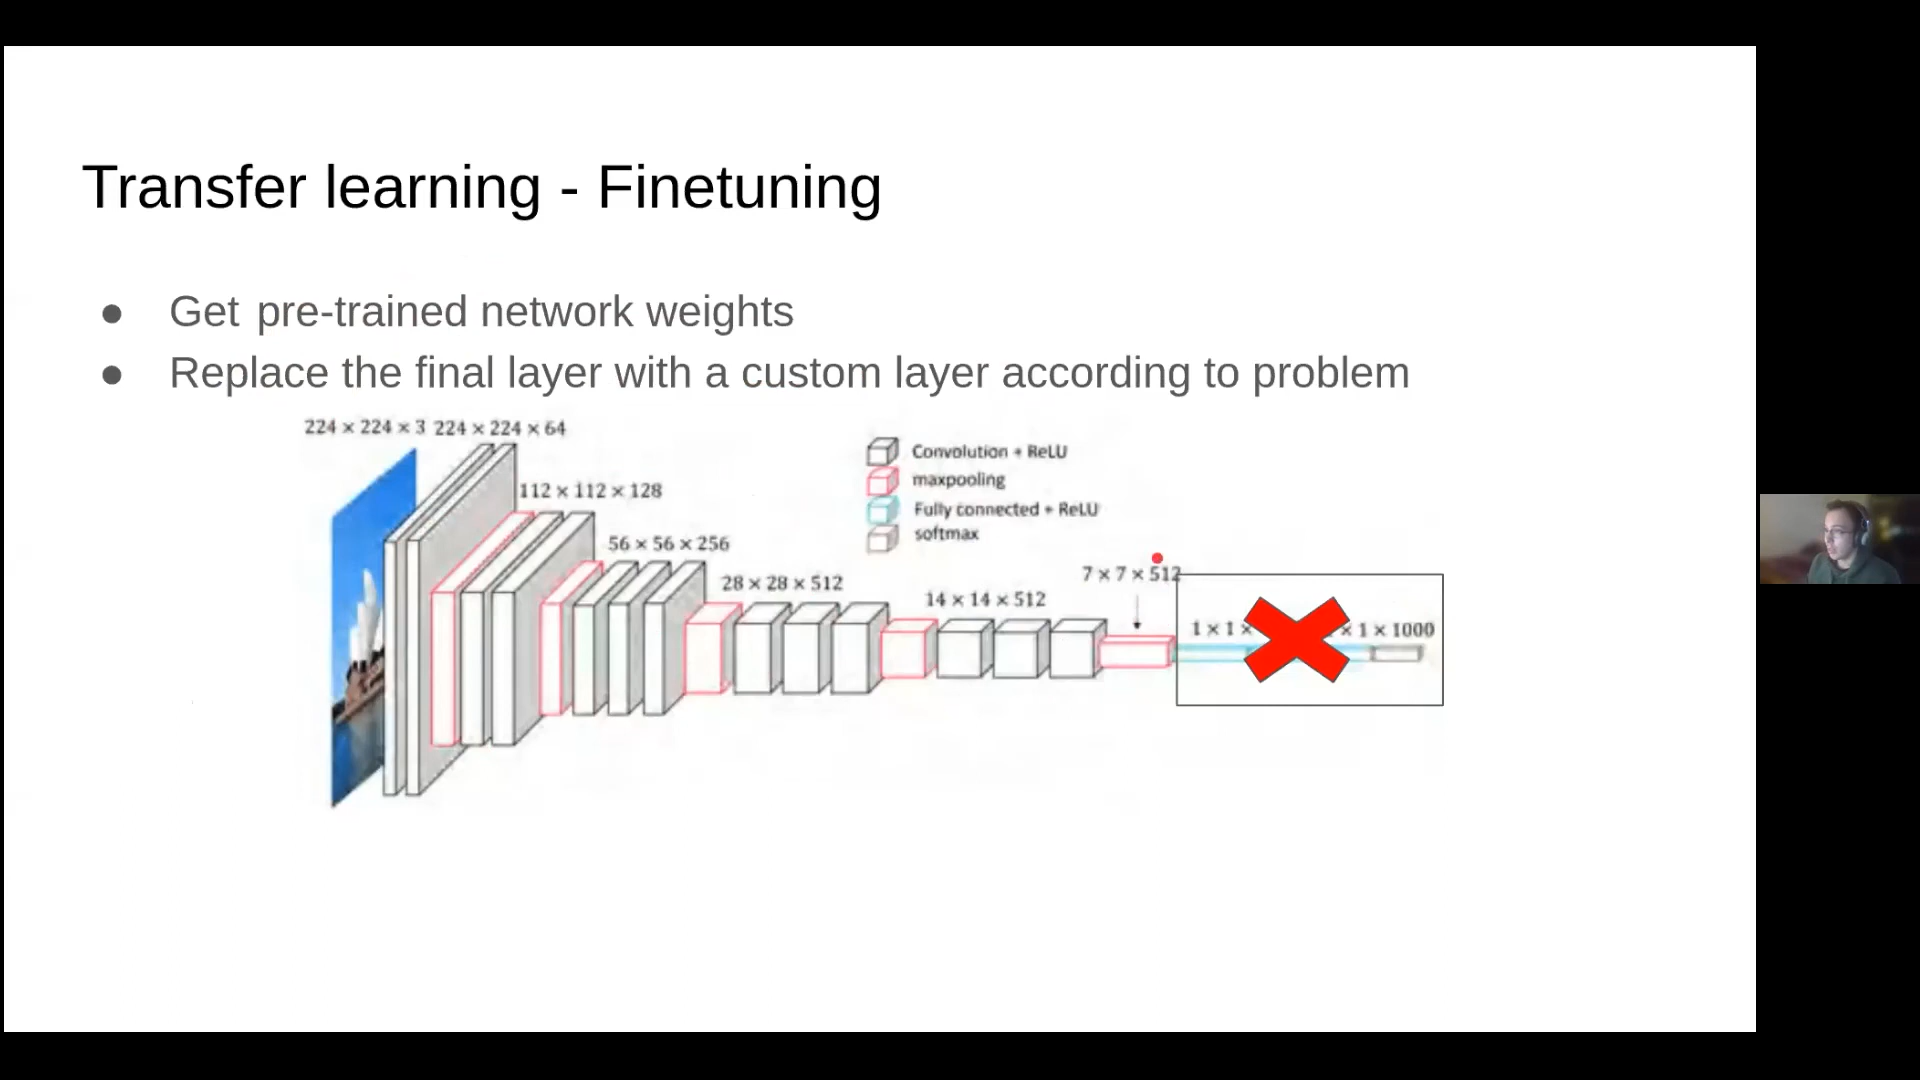 Transfer learning - Finetuning
● Get pre-trained network weights
● Replace the final layer with a custom layer according to problem
224 × 224 × 3 224 × 224 × 64
112 × 112 × 128
56 × 56 × 256
28 × 28 × 512
14 × 14 × 512
7 × 7 × 512
1 × 1 ×
× 1 × 1000
Convolution + ReLU
maxpooling
Fully connected + ReLU
softmax